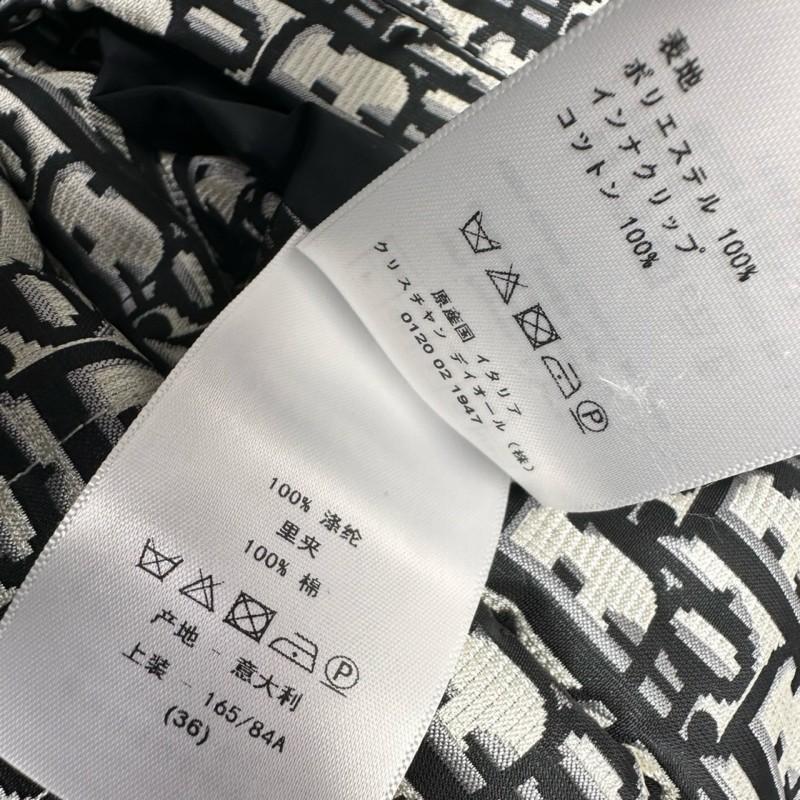 表地
ポリエステル 100%
インナクリップ
コットン 100%
原産国 イタリア
クリスチャン ディオール (株)
0120 02 1947
P
100% 涤纶
里夹
100% 棉
P
产地 - 意大利
上装 - 165/84A
(36)